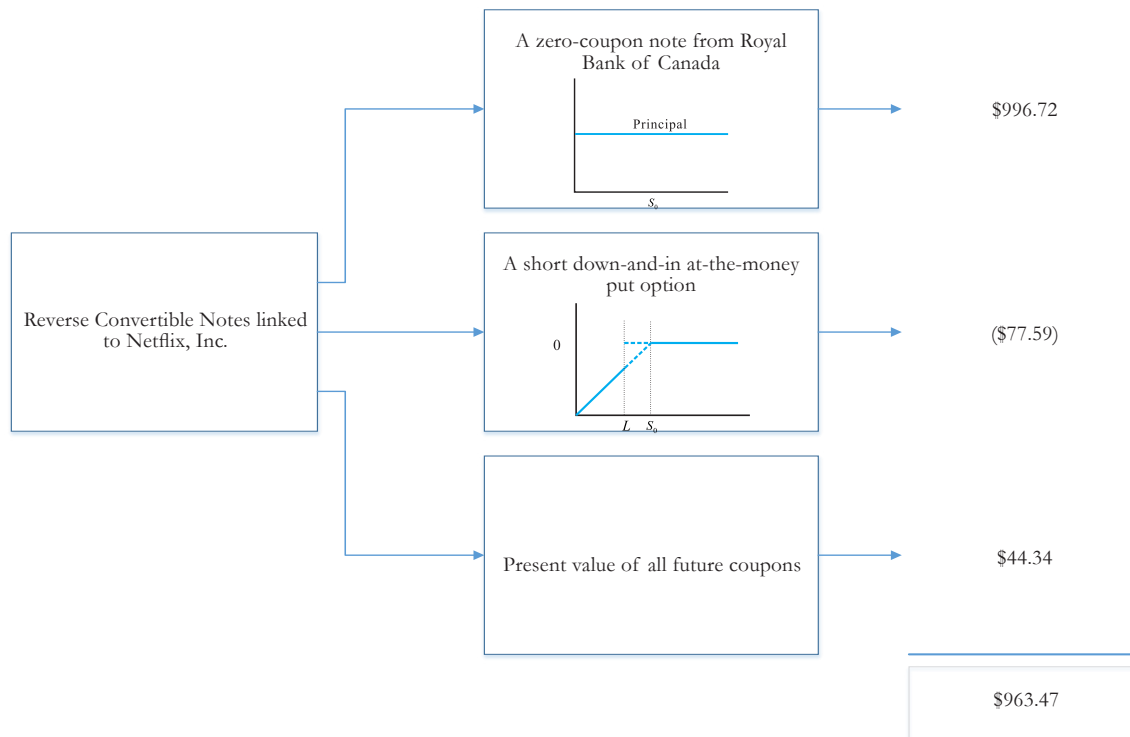 A zero-coupon note from Royal
Bank of Canada
Principal
S₀
$996.72
Reverse Convertible Notes linked
to Netflix, Inc.
A short down-and-in at-the-money
put option
0
L S₀
($77.59)
Present value of all future coupons
$44.34
$963.47